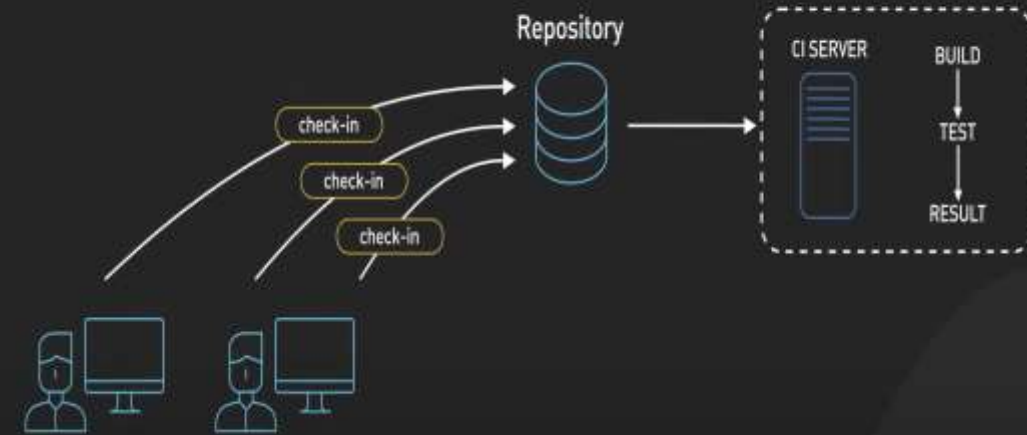 Repository
CI SERVER
BUILD
check-in
TEST
check-in
RESULT
check-in